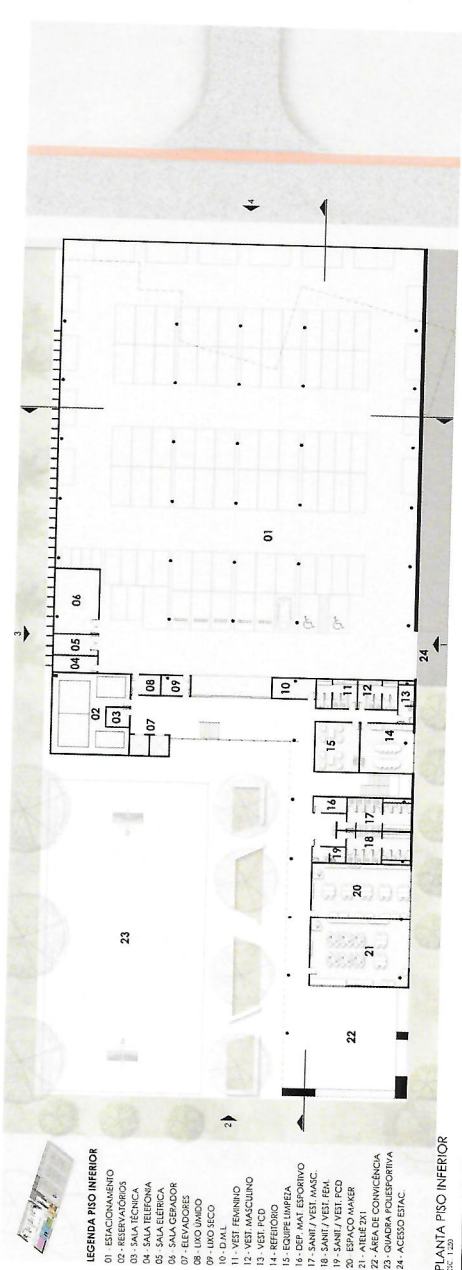 LEGENDA PISO INFERIOR
01 - ESTACIONAMENTO
02 - RESERVATÓRIOS
03 - SALA TÉCNICA
04 - SALA TELEFONIA
05 - SALA ELÉTRICA
06 - SALA GERADOR
07 - ELEVADORES
08 - LIXO ÚMIDO
09 - LIXO SECO
10 - D.M.L.
11 - VEST FEMININO
12 - VEST. MASCULINO
13 - VEST. PCD
14 - REFEITÓRIO
15 - EQUIPE LIMPEZA
16 - DEP. MAT. ESPORTIVO
17 - SANIT./ VEST. MASC.
18 - SANIT./ VEST. FEM.
19 - SANIT./ VEST. PCD
20 - ESPAÇO MAKER
21 - ATELIÊ 2X1
22 - ÁREA DE CONVICÊNCIA
23 - QUADRA POLIESPORTIVA
24 - ACESSO ESTAC.
PLANTA PISO INFERIOR
ESC 1:250
23
02
03
07
04
05
06
08
09
01
10
11
12
13
14
15
16
17
18
19
20
21
22
24
1
2
3
4